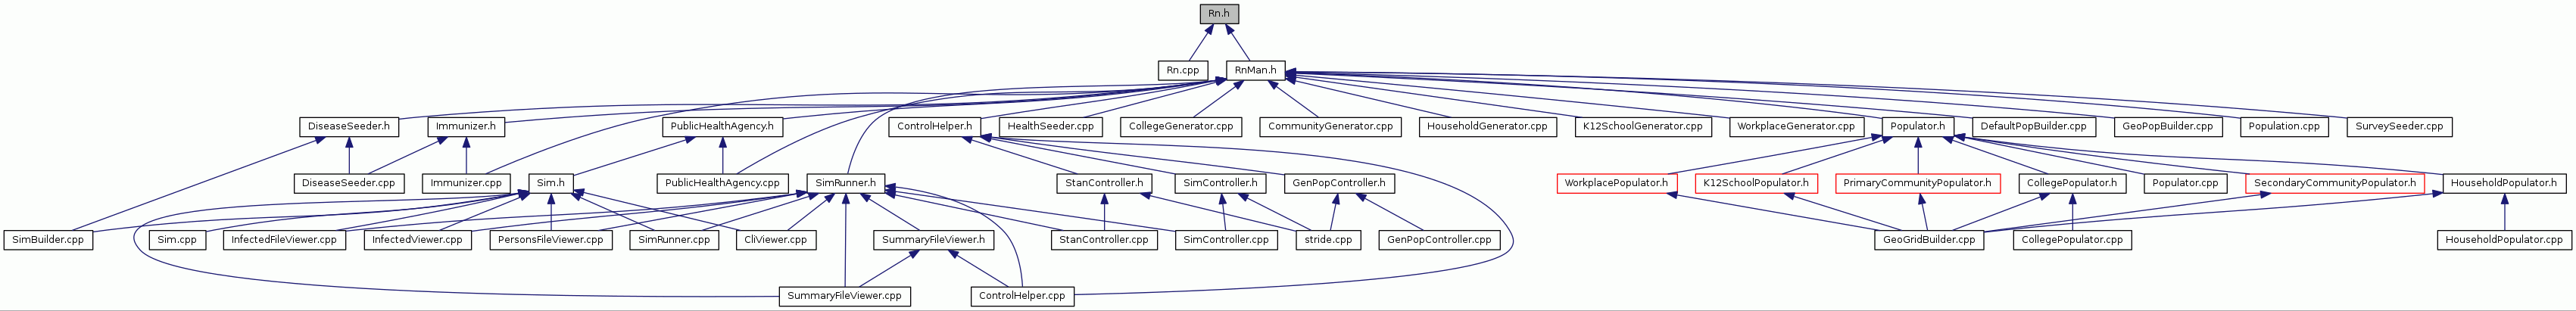 Rn.h
Rn.cpp
RnMan.h
DiseaseSeeder.h
Immunizer.h
PublicHealthAgency.h
ControlHelper.h
HealthSeeder.cpp
CollegeGenerator.cpp
CommunityGenerator.cpp
HouseholdGenerator.cpp
K12SchoolGenerator.cpp
WorkplaceGenerator.cpp
Populator.h
DefaultPopBuilder.cpp
GeoPopBuilder.cpp
Population.cpp
SurveySeeder.cpp
DiseaseSeeder.cpp
Immunizer.cpp
Sim.h
PublicHealthAgency.cpp
SimRunner.h
StanController.h
SimController.h
GenPopController.h
WorkplacePopulator.h
K12SchoolPopulator.h
PrimaryCommunityPopulator.h
CollegePopulator.h
Populator.cpp
SecondaryCommunityPopulator.h
HouseholdPopulator.h
SimBuilder.cpp
Sim.cpp
InfectedFileViewer.cpp
InfectedViewer.cpp
PersonsFileViewer.cpp
SimRunner.cpp
CliViewer.cpp
SummaryFileViewer.h
StanController.cpp
SimController.cpp
stride.cpp
GenPopController.cpp
GeoGridBuilder.cpp
CollegePopulator.cpp
HouseholdPopulator.cpp
SummaryFileViewer.cpp
ControlHelper.cpp